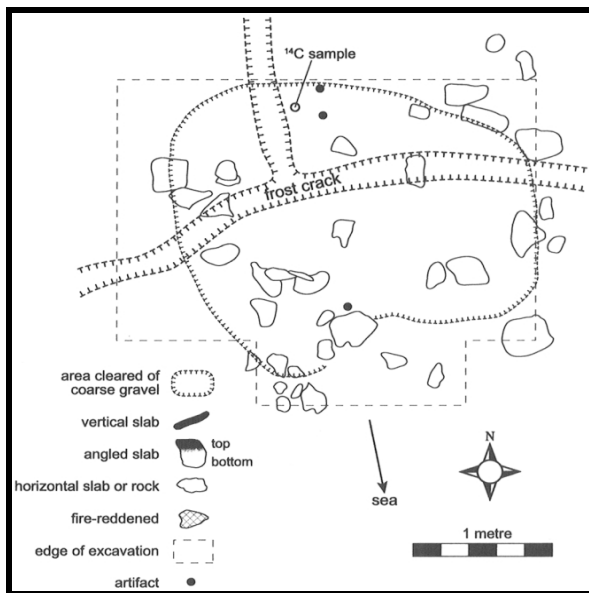 ¹⁴C sample
frost crack
area cleared of
coarse gravel
vertical slab
angled slab
top
bottom
horizontal slab or rock
fire-reddened
edge of excavation
artifact
sea
N
1 metre